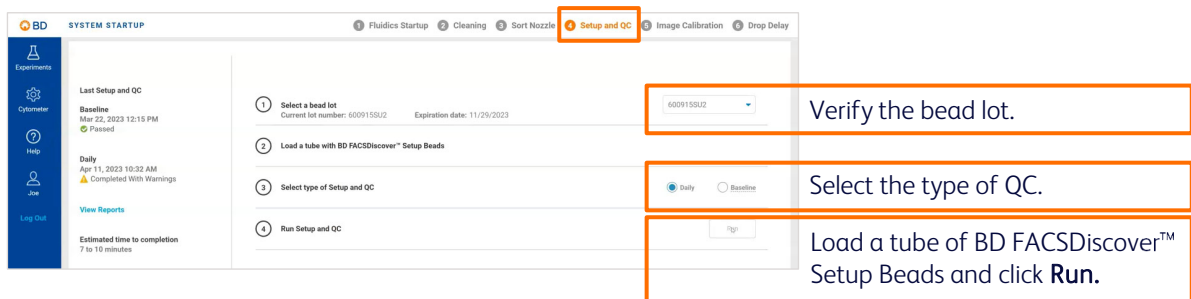 BD SYSTEM STARTUP
1 Fluidics Startup 2 Cleaning 3 Sort Nozzle 4 Setup and QC 5 Image Calibration 6 Drop Delay
Experiments
Cytometer
Help
Joe
Log Out
Last Setup and QC
Baseline
Mar 22, 2023 12:15 PM
Passed
Daily
Apr 11, 2023 10:32 AM
Completed With Warnings
View Reports
Estimated time to completion
7 to 10 minutes
1 Select a bead lot
Current lot number: 600915SU2 Expiration date: 11/29/2023
600915SU2
2 Load a tube with BD FACSDiscover™ Setup Beads
3 Select type of Setup and QC
Daily Baseline
4 Run Setup and QC
Verify the bead lot.
Select the type of QC.
Load a tube of BD FACSDiscover™
Setup Beads and click Run.